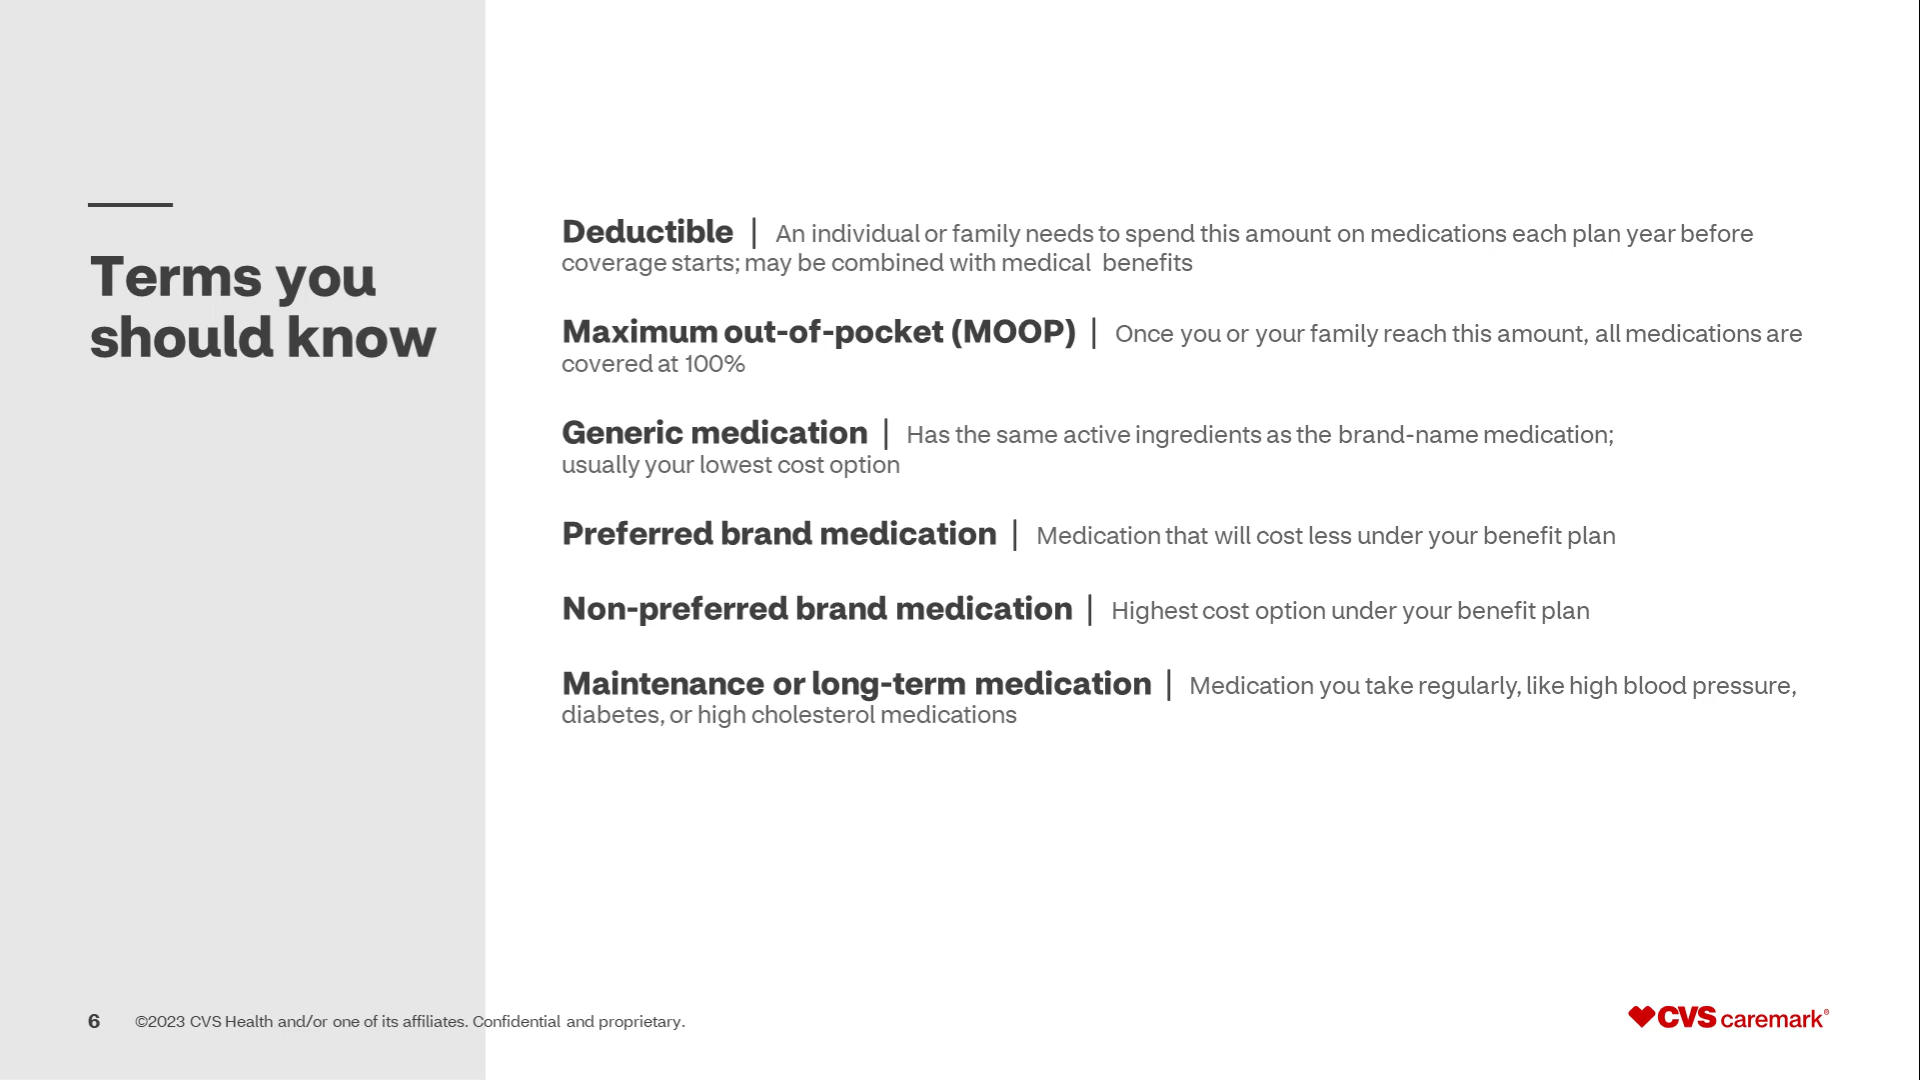 Terms you
should know
Deductible | An individual or family needs to spend this amount on medications each plan year before
coverage starts; may be combined with medical benefits
Maximum out-of-pocket (MOOP) | Once you or your family reach this amount, all medications are
covered at 100%
Generic medication | Has the same active ingredients as the brand-name medication;
usually your lowest cost option
Preferred brand medication | Medication that will cost less under your benefit plan
Non-preferred brand medication | Highest cost option under your benefit plan
Maintenance or long-term medication | Medication you take regularly, like high blood pressure,
diabetes, or high cholesterol medications
6 ©2023 CVS Health and/or one of its affiliates. Confidential and proprietary.
CVS caremark®